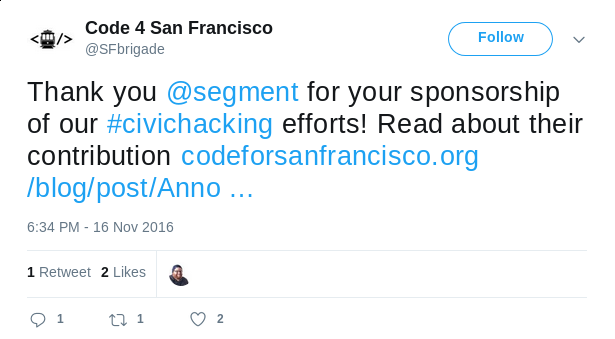 Code 4 San Francisco
@SFbrigade
Follow
Thank you @segment for your sponsorship
of our #civichacking efforts! Read about their
contribution codeforsanfrancisco.org
/blog/post/Anno …
6:34 PM - 16 Nov 2016
1 Retweet 2 Likes
1 1 2